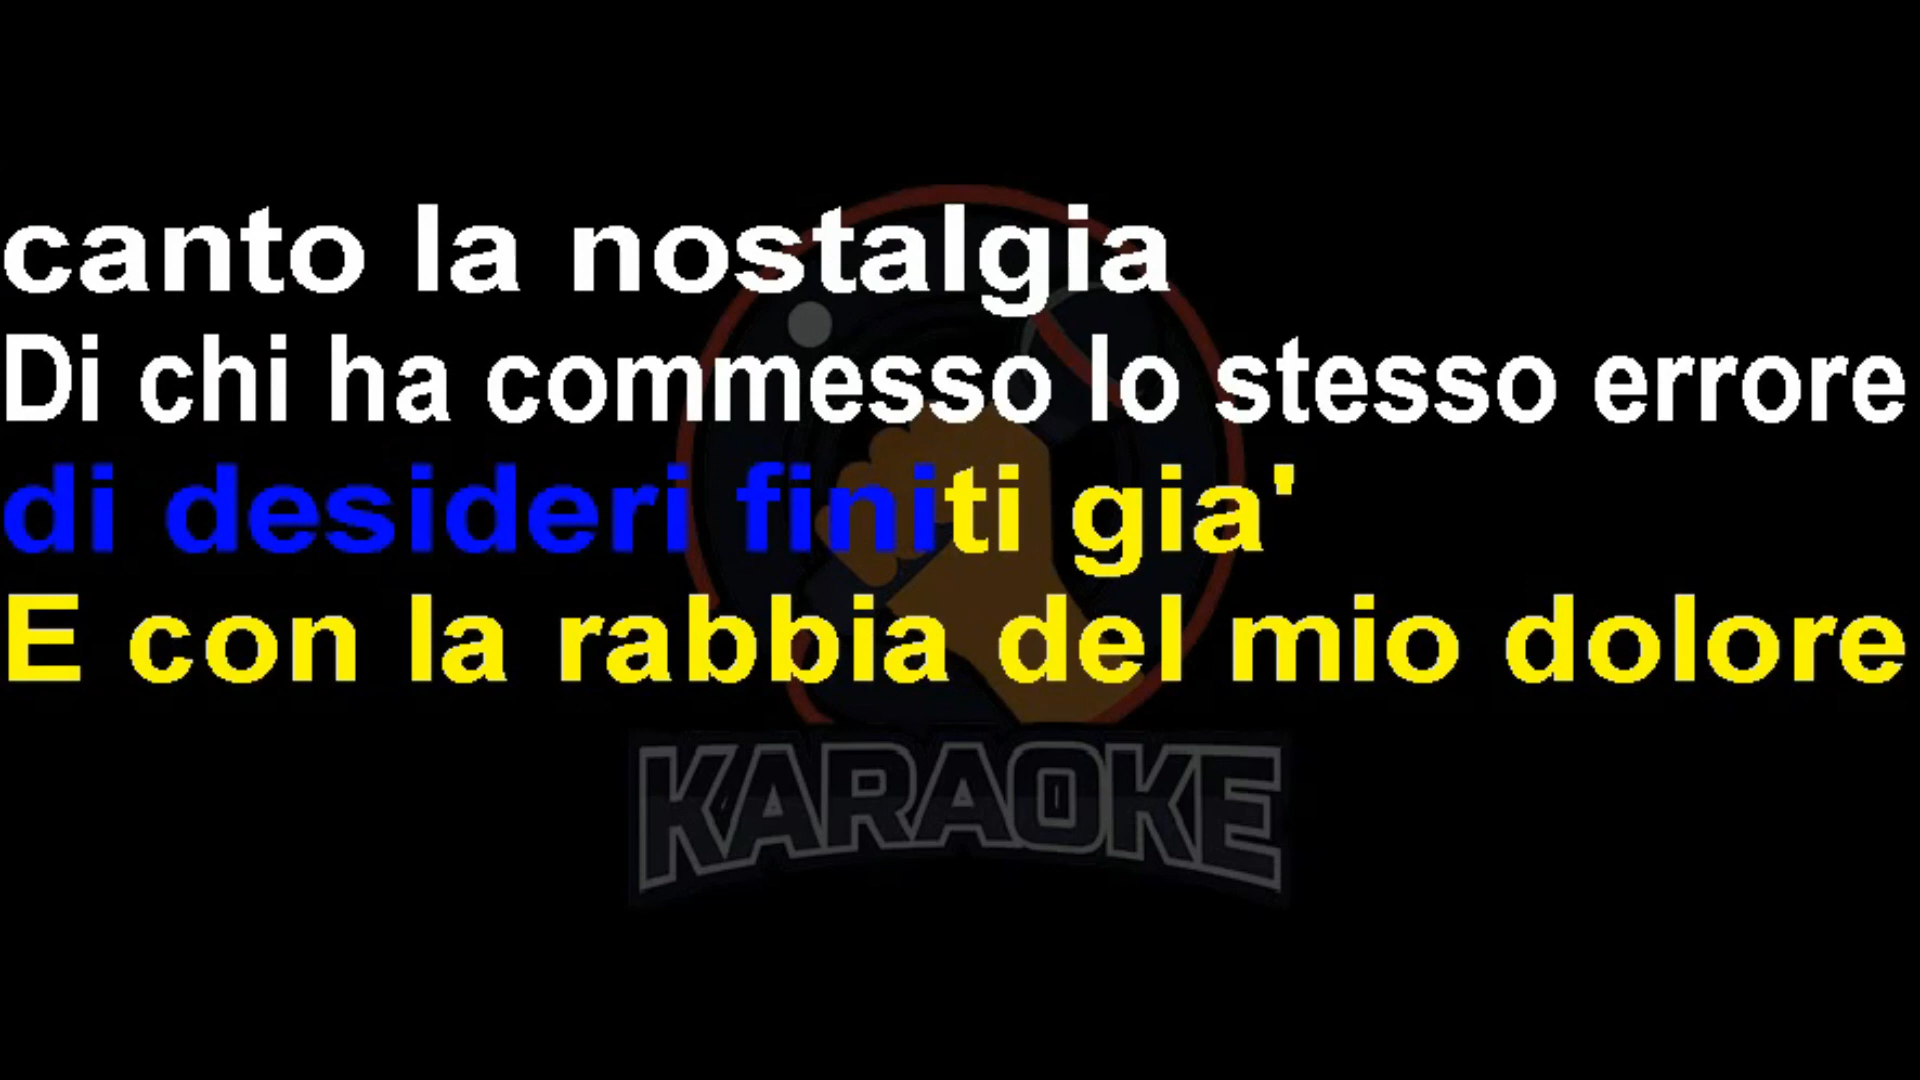 canto la nostalgia
Di chi ha commesso lo stesso errore
di desideri finiti gia'
E con la rabbia del mio dolore
KARAOKE